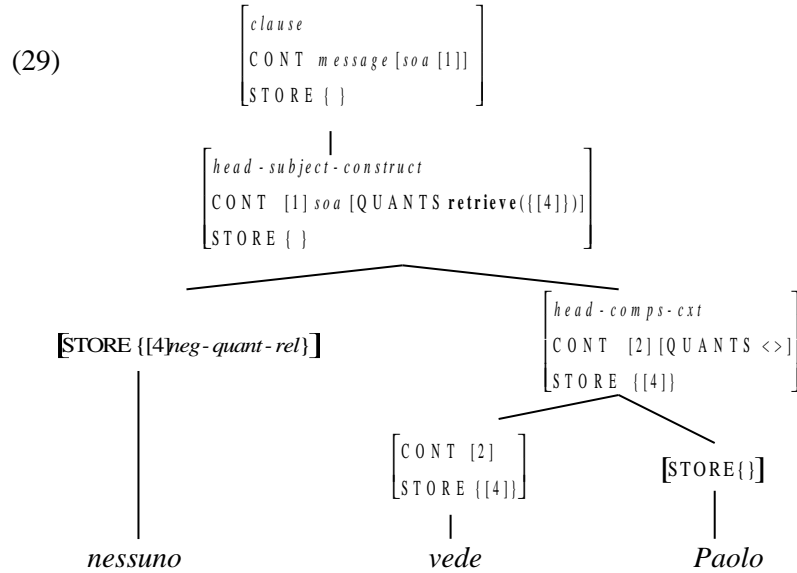 (29)
clause
CONT message [soa [1]]
STORE { }
head-subject-construct
CONT [1] soa [QUANTS retrieve({[4]})]
STORE { }
[STORE {[4]neg-quant-rel}]
head-comps-cxt
CONT [2] [QUANTS <>]
STORE {[4]}
CONT [2]
STORE {[4]}
[STORE{}]
nessuno vede Paolo